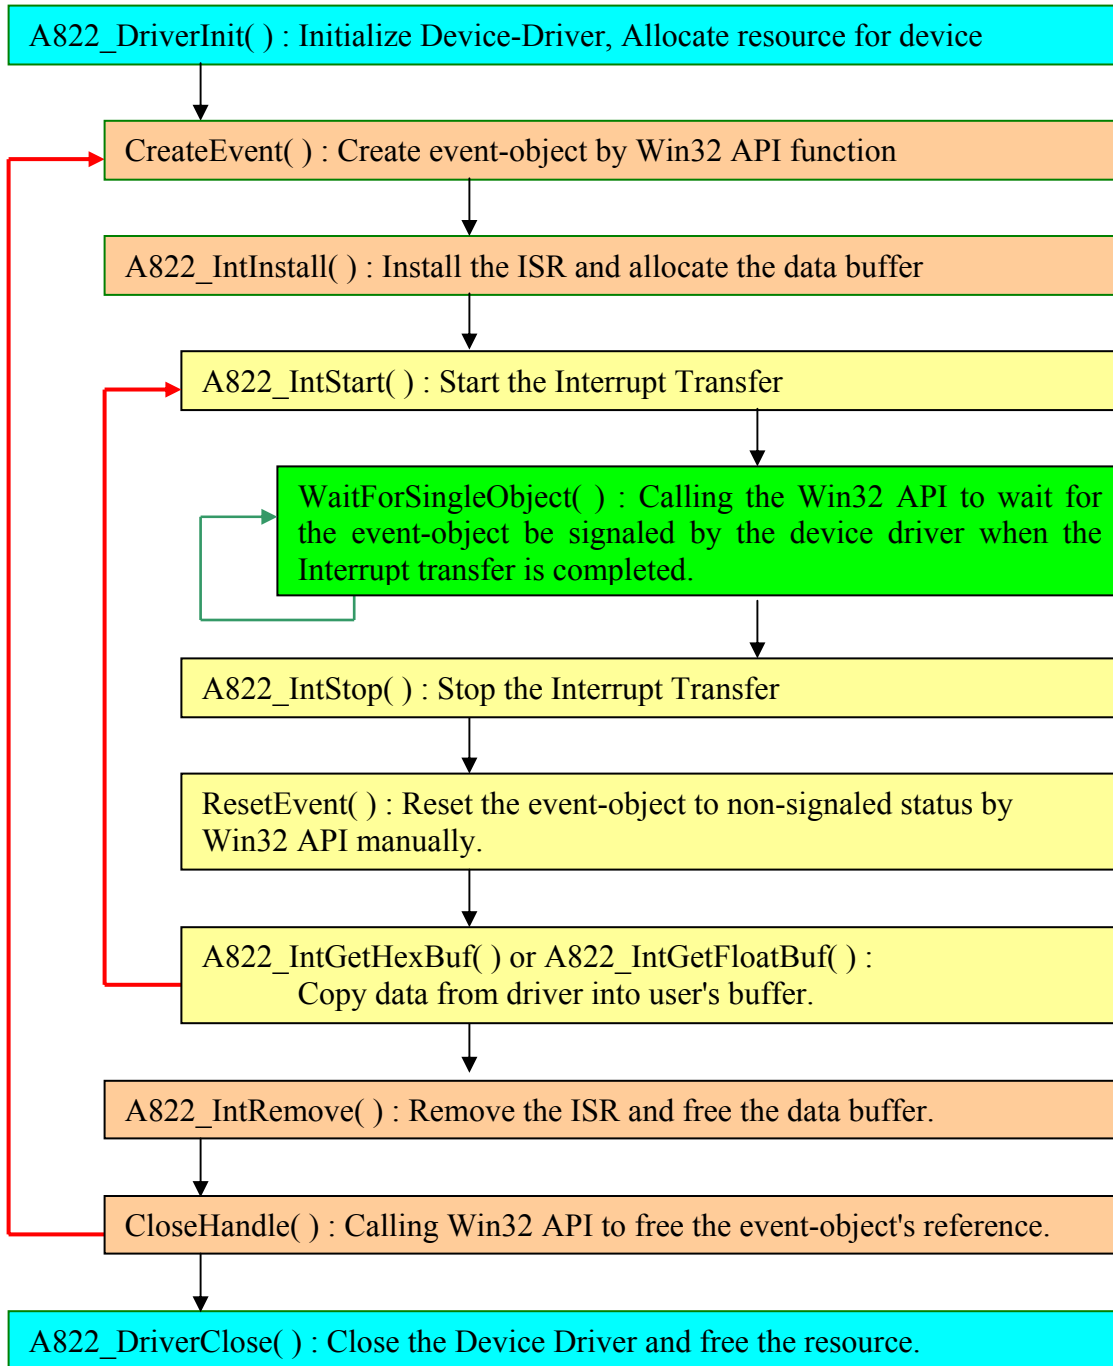 A822_DriverInit( ) : Initialize Device-Driver, Allocate resource for device
CreateEvent( ) : Create event-object by Win32 API function
A822_IntInstall( ) : Install the ISR and allocate the data buffer
A822_IntStart( ) : Start the Interrupt Transfer
WaitForSingleObject( ) : Calling the Win32 API to wait for
the event-object be signaled by the device driver when the
Interrupt transfer is completed.
A822_IntStop( ) : Stop the Interrupt Transfer
ResetEvent( ) : Reset the event-object to non-signaled status by
Win32 API manually.
A822_IntGetHexBuf( ) or A822_IntGetFloatBuf( ) :
Copy data from driver into user's buffer.
A822_IntRemove( ) : Remove the ISR and free the data buffer.
CloseHandle( ) : Calling Win32 API to free the event-object's reference.
A822_DriverClose( ) : Close the Device Driver and free the resource.